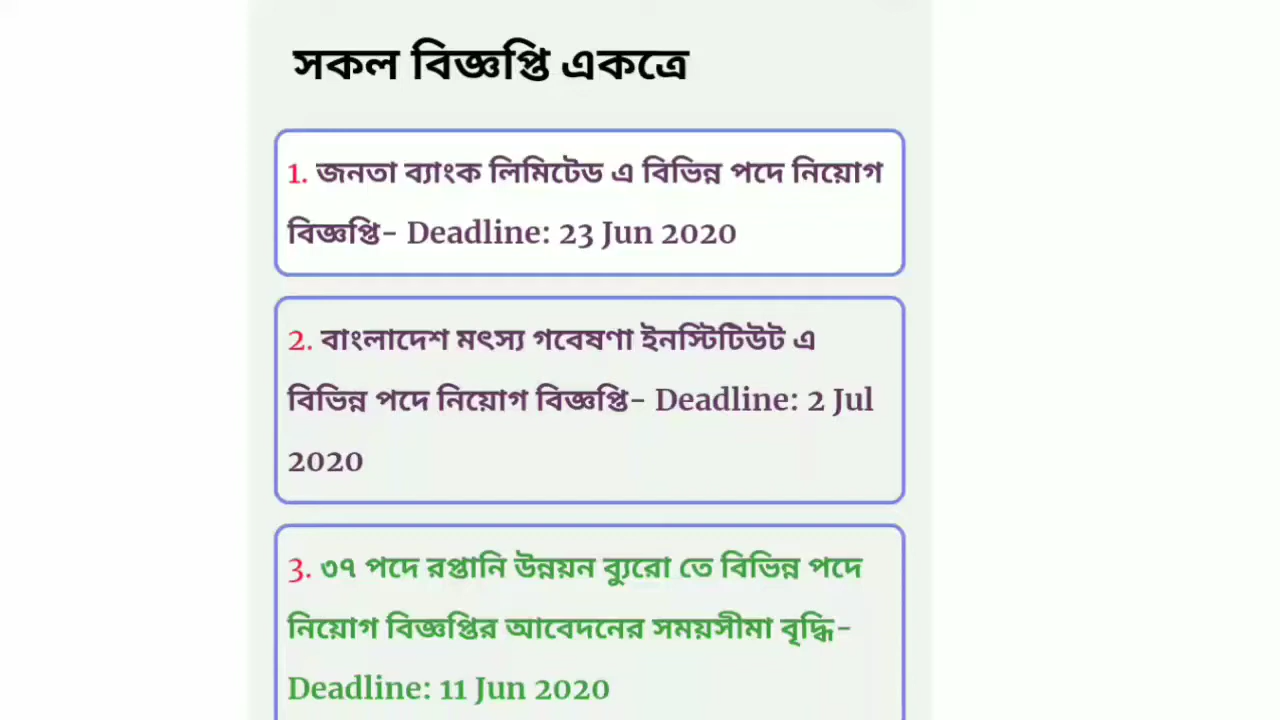 সকল বিজ্ঞপ্তি একত্রে
1. জনতা ব্যাংক লিমিটেড এ বিভিন্ন পদে নিয়োগ
বিজ্ঞপ্তি- Deadline: 23 Jun 2020
2. বাংলাদেশ মৎস্য গবেষণা ইনস্টিটিউট এ
বিভিন্ন পদে নিয়োগ বিজ্ঞপ্তি- Deadline: 2 Jul
2020
3. ৩৭ পদে রপ্তানি উন্নয়ন ব্যুরো তে বিভিন্ন পদে
নিয়োগ বিজ্ঞপ্তির আবেদনের সময়সীমা বৃদ্ধি-
Deadline: 11 Jun 2020